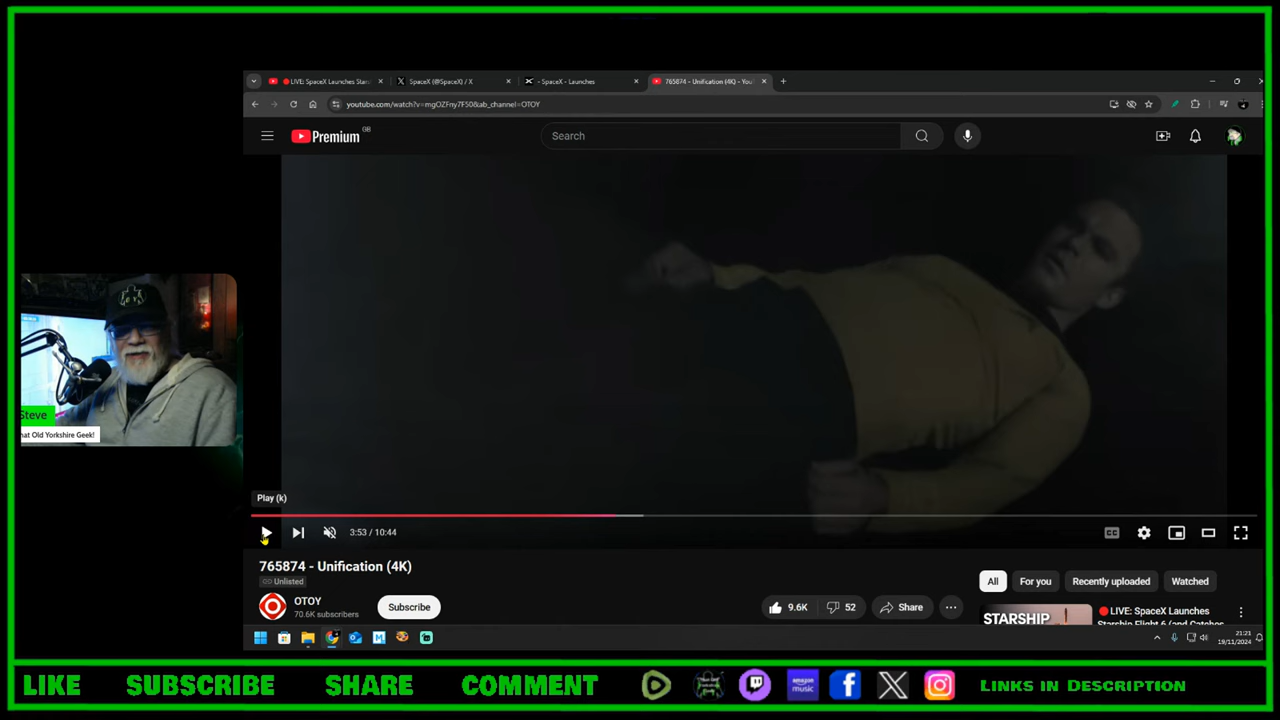 LIVE: SpaceX Launches Star
SpaceX (@SpaceX) / X
- SpaceX - Launches
765874 - Unification (4K) - You
youtube.com/watch?v=mgOZFny7F50&ab_channel=OTOY
Premium GB
Search
Steve
hat Old Yorkshire Geek!
Play (k)
3:53 / 10:44
765874 - Unification (4K)
Unlisted
OTOY
70.6K subscribers
Subscribe
9.6K
52
Share
All
For you
Recently uploaded
Watched
STARSHIP
LIVE: SpaceX Launches
Starship Flight 6 (and Catches
21:21
19/11/2024
LIKE SUBSCRIBE SHARE COMMENT
amazon music
Links in Description